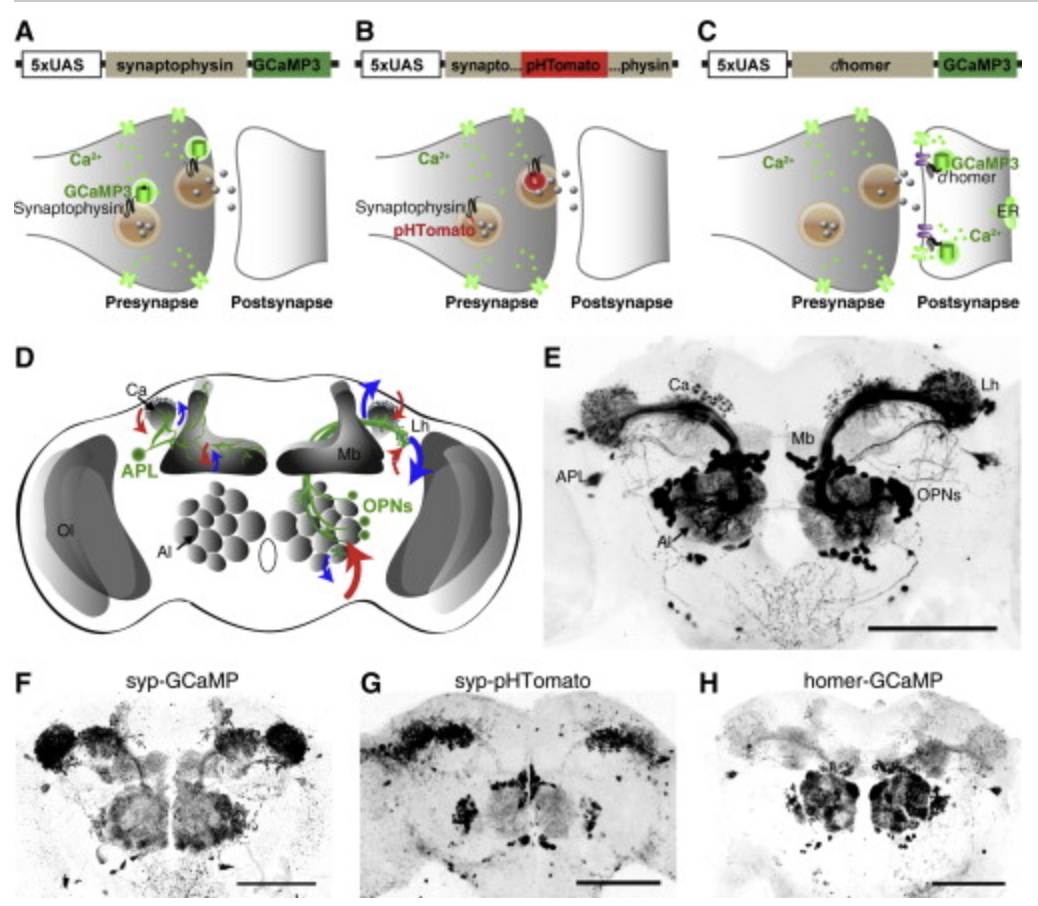 A
5xUAS synaptophysin GCaMP3
Ca²⁺
GCaMP3
Synaptophysin
Presynapse Postsynapse
B
5xUAS synapto... pHTomato ...physin
Ca²⁺
Synaptophysin
pHTomato
Presynapse Postsynapse
C
5xUAS dhomer GCaMP3
Ca²⁺
GCaMP3
dhomer
ER
Ca²⁺
Presynapse Postsynapse
D
Ca
Lh
Mb
APL
OPNs
Ol
Al
E
Ca
Lh
Mb
APL
OPNs
Al
F
syp-GCaMP
G
syp-pHTomato
H
homer-GCaMP